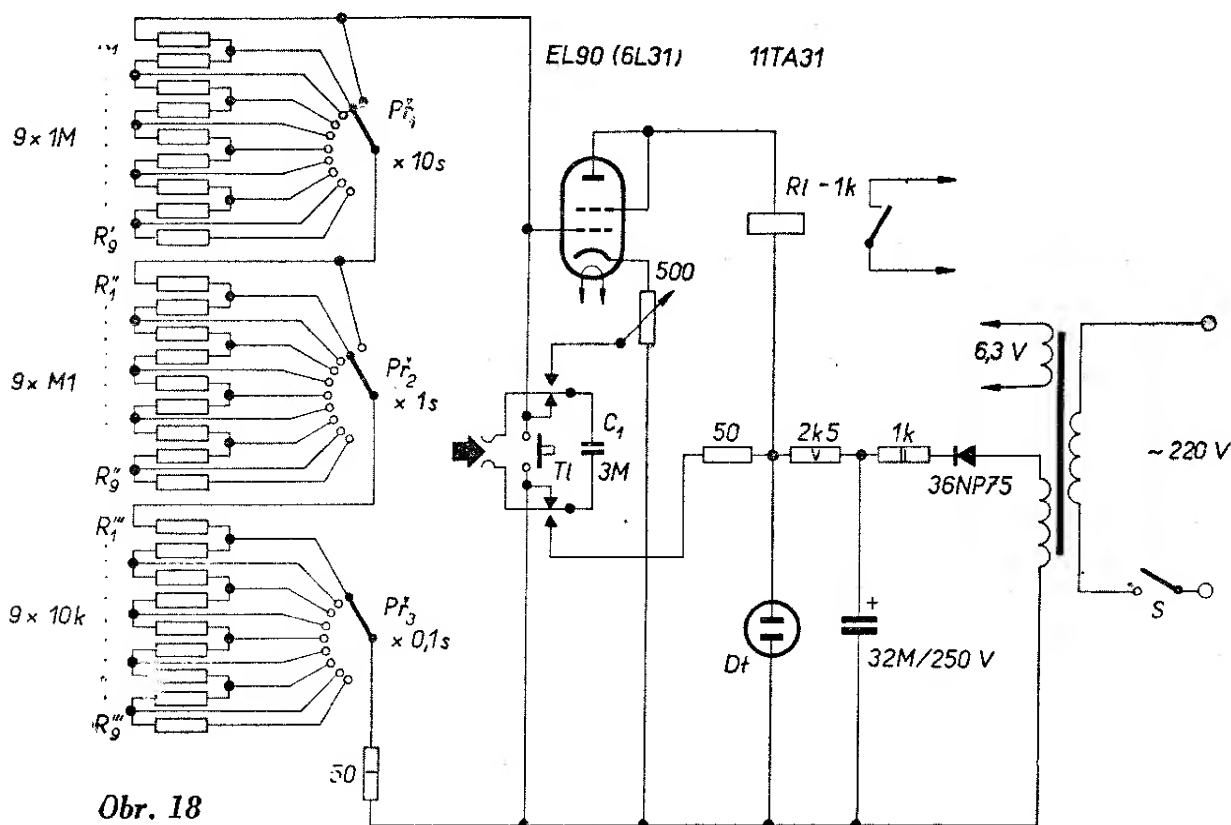 EL90 (6L31)
11TA31
9 × 1M
Př₁
× 10s
R'₉
Rl - 1k
500
R''₁
9 × M1
Př₂
× 1s
R''₉
6,3 V
~ 220 V
C₁
3M
Tl
50
2k5
1k
36NP75
R'''₁
9 × 10k
Př₃
× 0,1s
R'''₉
Dt
+
32M/250 V
S
Obr. 18